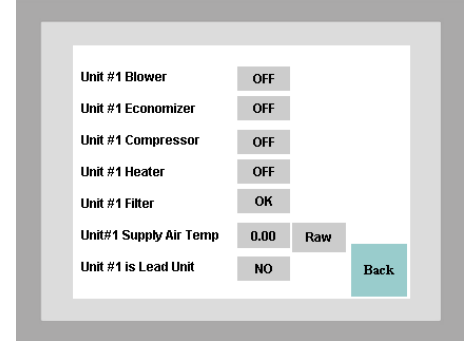 Unit #1 Blower OFF
Unit #1 Economizer OFF
Unit #1 Compressor OFF
Unit #1 Heater OFF
Unit #1 Filter OK
Unit#1 Supply Air Temp 0.00 Raw
Unit #1 is Lead Unit NO
Back